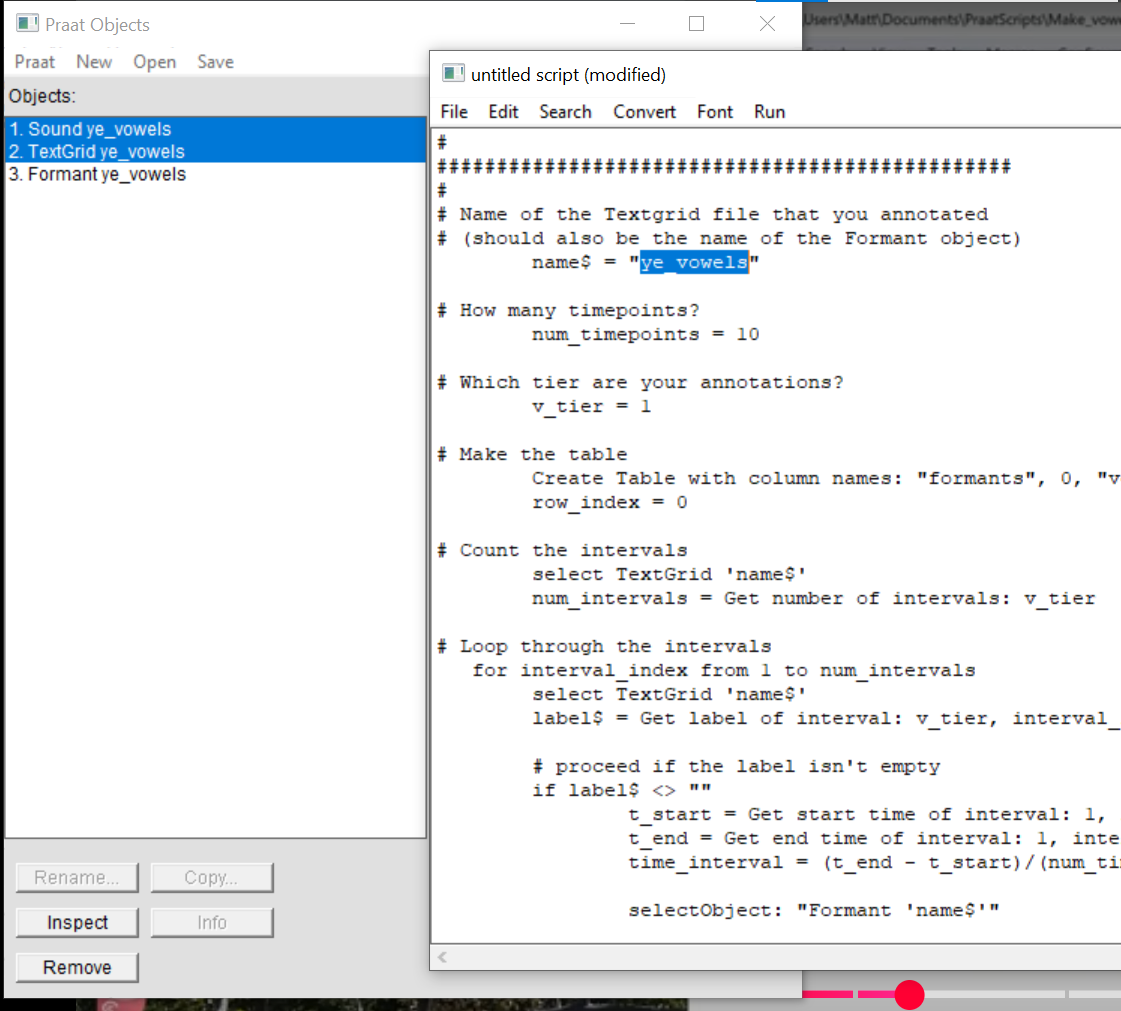 Praat Objects
Praat New Open Save
Objects:
1. Sound ye_vowels
2. TextGrid ye_vowels
3. Formant ye_vowels
Rename... Copy...
Inspect Info
Remove
Users\Matt\Documents\PraatScripts\Make_vowe
untitled script (modified)
File Edit Search Convert Font Run
#
################################################
#
# Name of the Textgrid file that you annotated
# (should also be the name of the Formant object)
name$ = "ye_vowels"
# How many timepoints?
num_timepoints = 10
# Which tier are your annotations?
v_tier = 1
# Make the table
Create Table with column names: "formants", 0, "v
row_index = 0
# Count the intervals
select TextGrid 'name$'
num_intervals = Get number of intervals: v_tier
# Loop through the intervals
for interval_index from 1 to num_intervals
select TextGrid 'name$'
label$ = Get label of interval: v_tier, interval_
# proceed if the label isn't empty
if label$ <> ""
t_start = Get start time of interval: 1,
t_end = Get end time of interval: 1, inte
time_interval = (t_end - t_start)/(num_ti
selectObject: "Formant 'name$'"